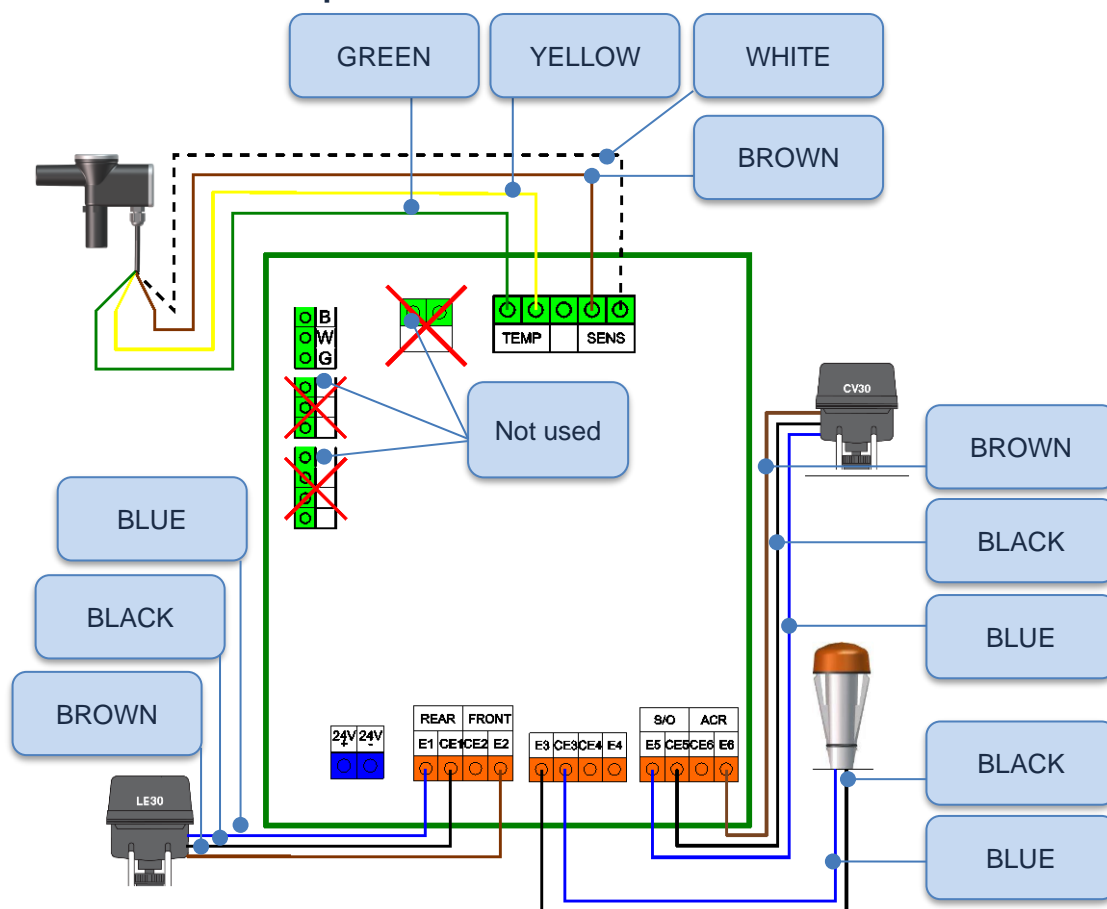 GREEN
YELLOW
WHITE
BROWN
B
W
G
TEMP
SENS
Not used
CV30
BROWN
BLACK
BLUE
BLUE
BLACK
BROWN
LE30
24V +
24V -
REAR FRONT
E1 CE1 CE2 E2
E3 CE3 CE4 E4
S/O ACR
E5 CE5 CE6 E6
BLACK
BLUE